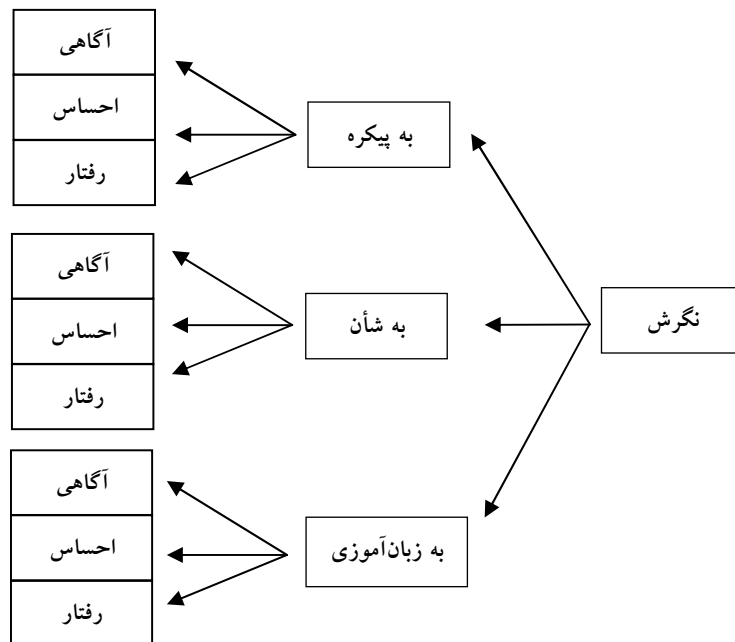 نگرش
به پیکره
آگاهی
احساس
رفتار
به شأن
آگاهی
احساس
رفتار
به زبان‌آموزی
آگاهی
احساس
رفتار